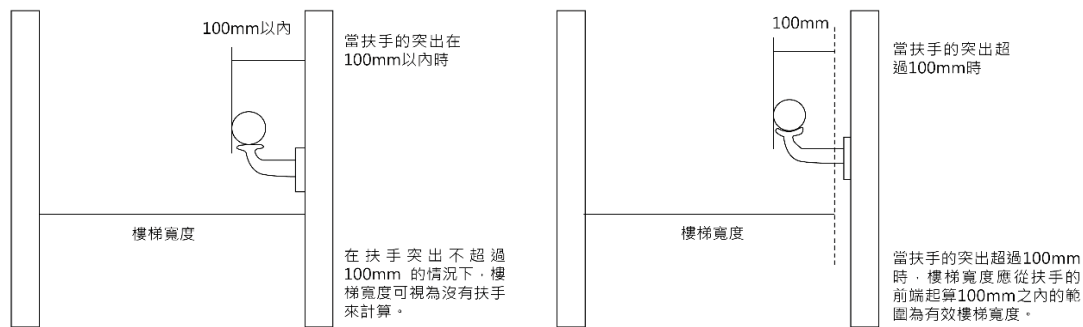 100mm以內
當扶手的突出在
100mm以內時
樓梯寬度
在扶手突出不超過
100mm 的情況下，樓
梯寬度可視為沒有扶手
來計算。
100mm
當扶手的突出超
過100mm時
樓梯寬度
當扶手的突出超過100mm
時，樓梯寬度應從扶手的
前端起算100mm之內的範
圍為有效樓梯寬度。